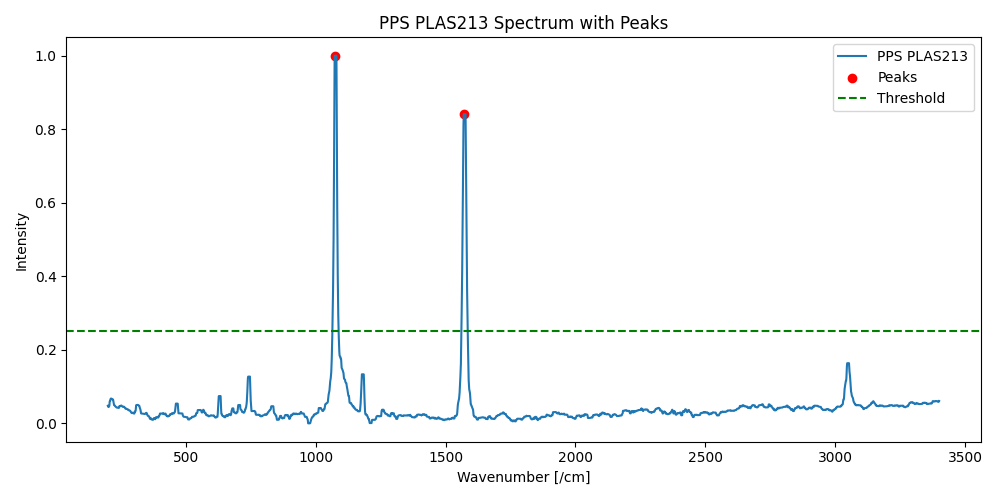 PPS PLAS213 Spectrum with Peaks
PPS PLAS213
Peaks
Threshold
Intensity
1.0
0.8
0.6
0.4
0.2
0.0
500 1000 1500 2000 2500 3000 3500
Wavenumber [/cm]